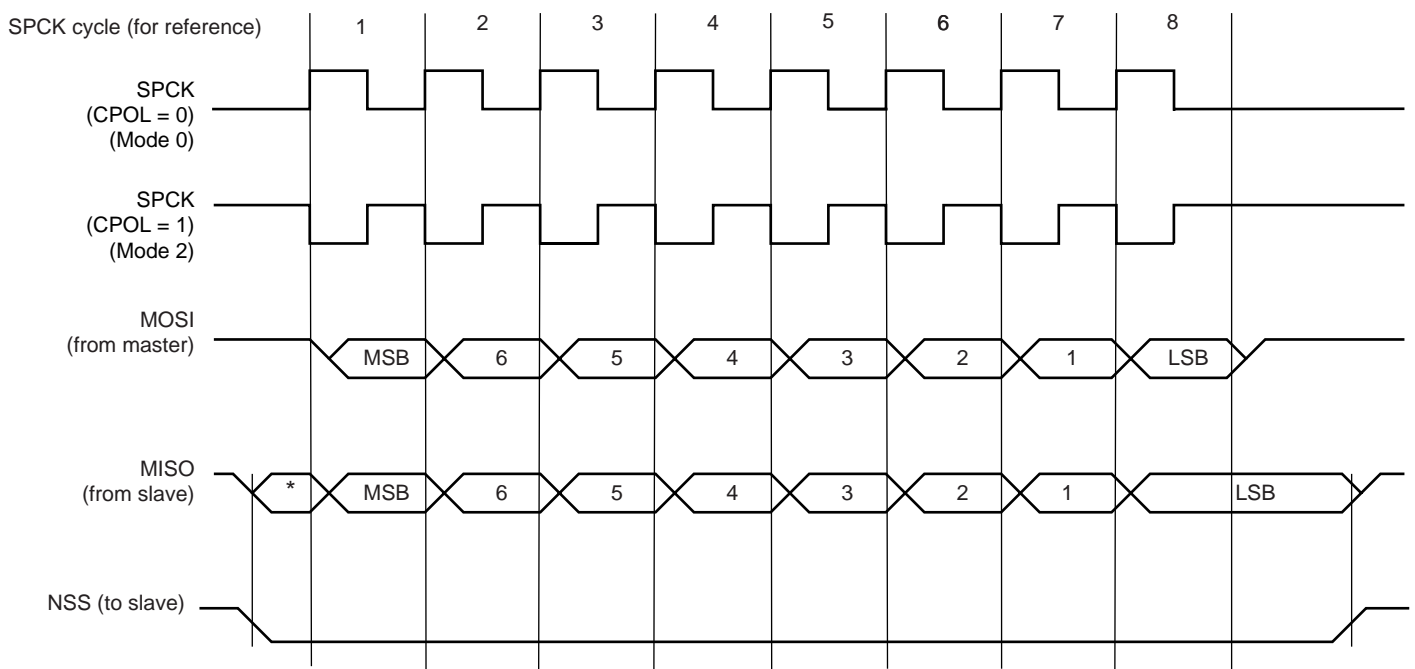 SPCK cycle (for reference) 1 2 3 4 5 6 7 8
SPCK
(CPOL = 0)
(Mode 0)
SPCK
(CPOL = 1)
(Mode 2)
MOSI
(from master)
MSB 6 5 4 3 2 1 LSB
MISO
(from slave)
* MSB 6 5 4 3 2 1 LSB
NSS (to slave)